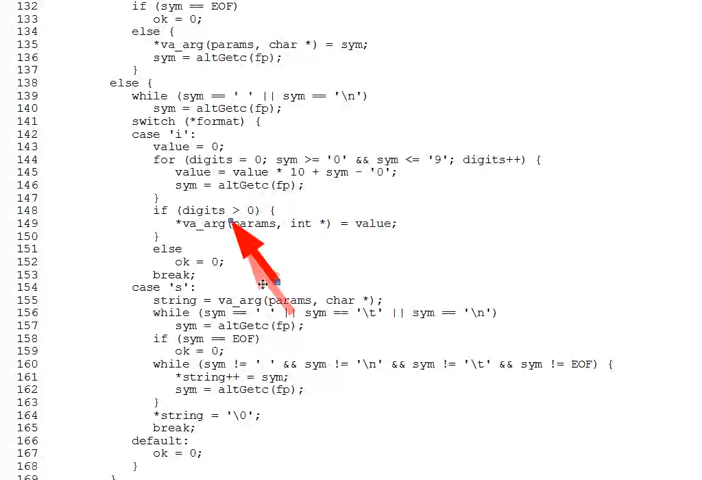 132 if (sym == EOF)
133 ok = 0;
134 else {
135 *va_arg(params, char *) = sym;
136 sym = altGetc(fp);
137 }
138 else {
139 while (sym == ' ' || sym == '\n')
140 sym = altGetc(fp);
141 switch (*format) {
142 case 'i':
143 value = 0;
144 for (digits = 0; sym >= '0' && sym <= '9'; digits++) {
145 value = value * 10 + sym - '0';
146 sym = altGetc(fp);
147 }
148 if (digits > 0) {
149 *va_arg(params, int *) = value;
150 }
151 else
152 ok = 0;
153 break;
154 case 's':
155 string = va_arg(params, char *);
156 while (sym == ' ' || sym == '\t' || sym == '\n')
157 sym = altGetc(fp);
158 if (sym == EOF)
159 ok = 0;
160 while (sym != ' ' && sym != '\n' && sym != '\t' && sym != EOF) {
161 *string++ = sym;
162 sym = altGetc(fp);
163 }
164 *string = '\0';
165 break;
166 default:
167 ok = 0;
168 }
169 }